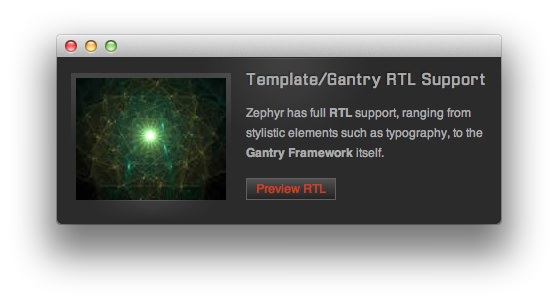 Template/Gantry RTL Support
Zephyr has full RTL support, ranging from
stylistic elements such as typography, to the
Gantry Framework itself.
Preview RTL